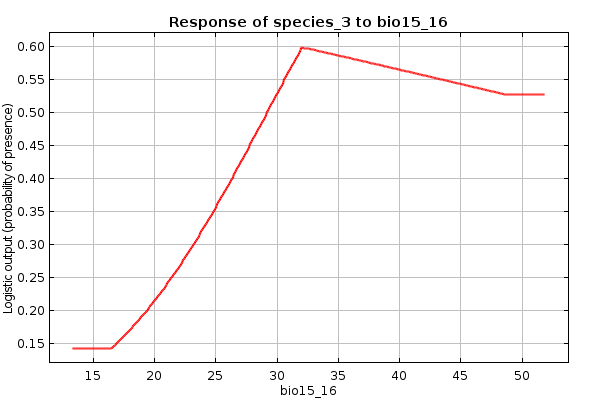 Response of species_3 to bio15_16
Logistic output (probability of presence)
0.60
0.55
0.50
0.45
0.40
0.35
0.30
0.25
0.20
0.15
15 20 25 30 35 40 45 50
bio15_16